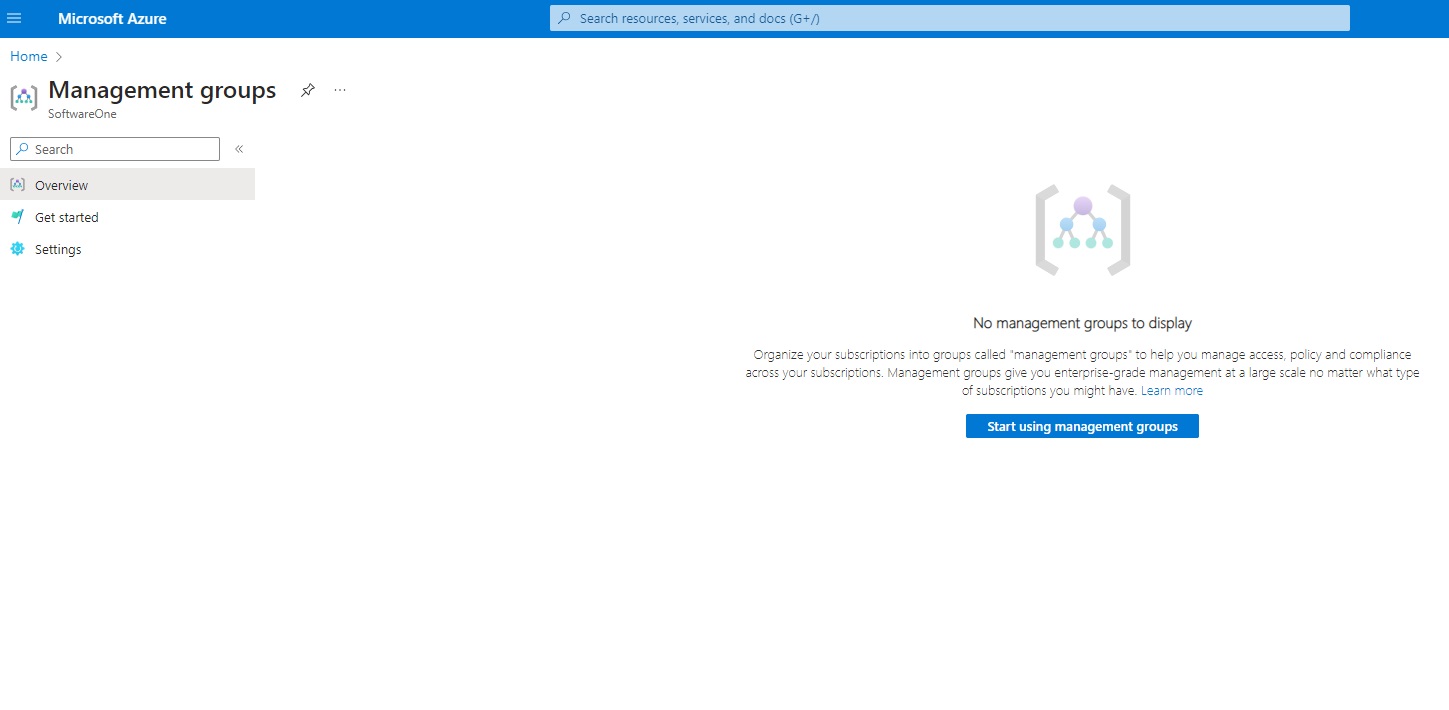 Microsoft Azure
Search resources, services, and docs (G+/)
Home
Management groups
SoftwareOne
Search
Overview
Get started
Settings
No management groups to display
Organize your subscriptions into groups called "management groups" to help you manage access, policy and compliance
across your subscriptions. Management groups give you enterprise-grade management at a large scale no matter what type
of subscriptions you might have. Learn more
Start using management groups